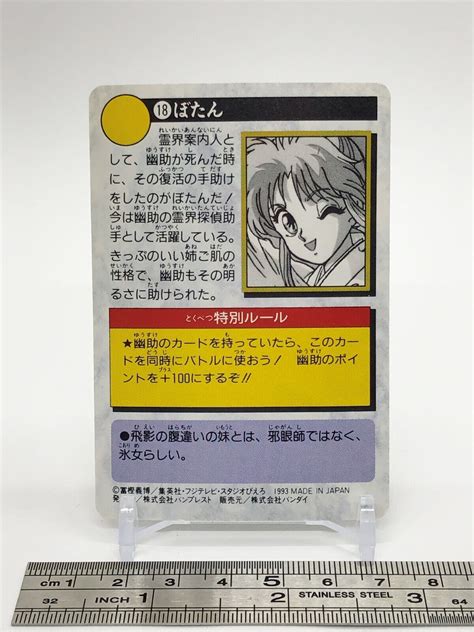 ⑱ぼたん
霊界案内人と
して、幽助が死んだ時
に、その復活の手助け
をしたのがぼたんだ！
今は幽助の霊界探偵助
手として活躍している。
きっぷのいい姉ご肌の
性格で、幽助もその明
るさに助けられた。
とくべつ
特別ルール
★幽助のカードを持っていたら、このカー
ドを同時にバトルに使おう！ 幽助のポイ
ントを＋100にするぞ!!
●飛影の腹違いの妹とは、邪眼師ではなく、
氷女らしい。
©冨樫義博／集英社・フジテレビ・スタジオぴえろ 1993 MADE IN JAPAN
発売／株式会社バンプレスト 販売元／株式会社バンダイ
cm 1 2 3 4 5 6 7 8
32 INCH 1 2 STAINLESS STEEL 3 64